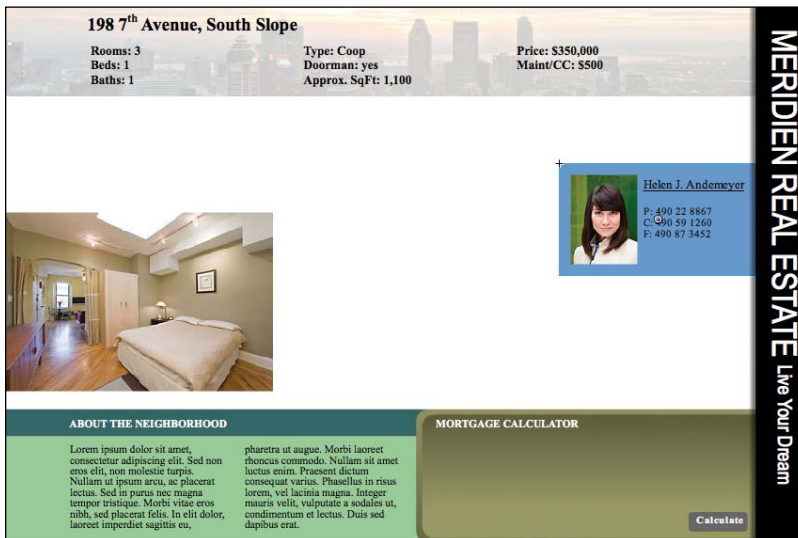 198 7th Avenue, South Slope
Rooms: 3
Beds: 1
Baths: 1
Type: Coop
Doorman: yes
Approx. SqFt: 1,100
Price: $350,000
Maint/CC: $500
MERIDIEN REAL ESTATE Live Your Dream
Helen J. Andemeyer
P: 490 22 8867
C: 490 59 1260
F: 490 87 3452
ABOUT THE NEIGHBORHOOD
Lorem ipsum dolor sit amet,
consectetur adipiscing elit. Sed non
eros elit, non molestie turpis.
Nullam ut ipsum arcu, ac placerat
lectus. Sed in purus nec magna
tempor tristique. Morbi vitae eros
nibh, sed placerat felis. In elit dolor,
laoreet imperdiet sagittis eu,
pharetra ut augue. Morbi laoreet
rhoncus commodo. Nullam sit amet
luctus enim. Praesent dictum
consequat varius. Phasellus in risus
lorem, vel lacinia magna. Integer
mauris velit, vulputate a sodales ut,
condimentum et lectus. Duis sed
dapibus erat.
MORTGAGE CALCULATOR
Calculate